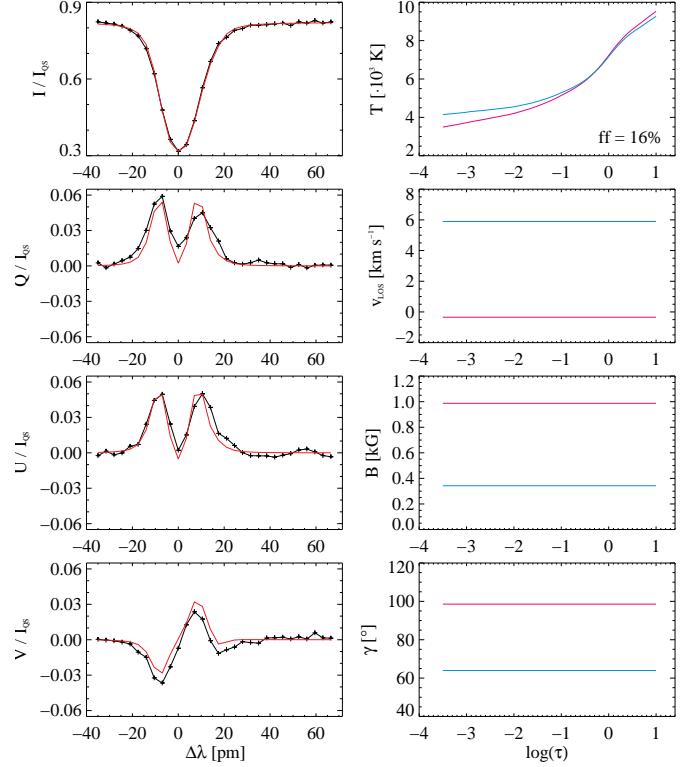 0.9
0.6
0.3
I / I_QS
−40 −20 0 20 40 60
12
10
8
6
4
2
T [·10³ K]
ff = 16%
−4 −3 −2 −1 0 1
0.06
0.03
0.00
−0.03
−0.06
Q / I_QS
−40 −20 0 20 40 60
8
6
4
2
0
−2
v_LOS [km s⁻¹]
−4 −3 −2 −1 0 1
0.06
0.03
0.00
−0.03
−0.06
U / I_QS
−40 −20 0 20 40 60
1.2
1.0
0.8
0.6
0.4
0.2
0.0
B [kG]
−4 −3 −2 −1 0 1
0.06
0.03
0.00
−0.03
−0.06
V / I_QS
−40 −20 0 20 40 60
Δλ [pm]
120
100
80
60
40
γ [°]
−4 −3 −2 −1 0 1
log(τ)